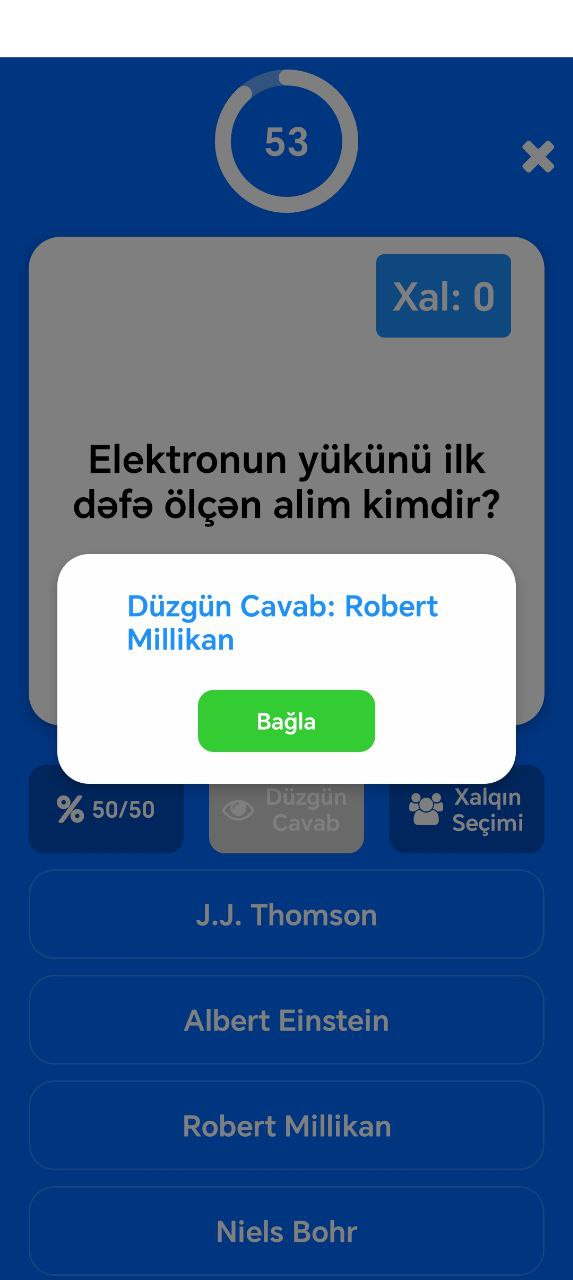 53
Xal: 0
Elektronun yükünü ilk
dəfə ölçən alim kimdir?
Düzgün Cavab: Robert
Millikan
Bağla
% 50/50
Düzgün
Cavab
Xalqın
Seçimi
J.J. Thomson
Albert Einstein
Robert Millikan
Niels Bohr